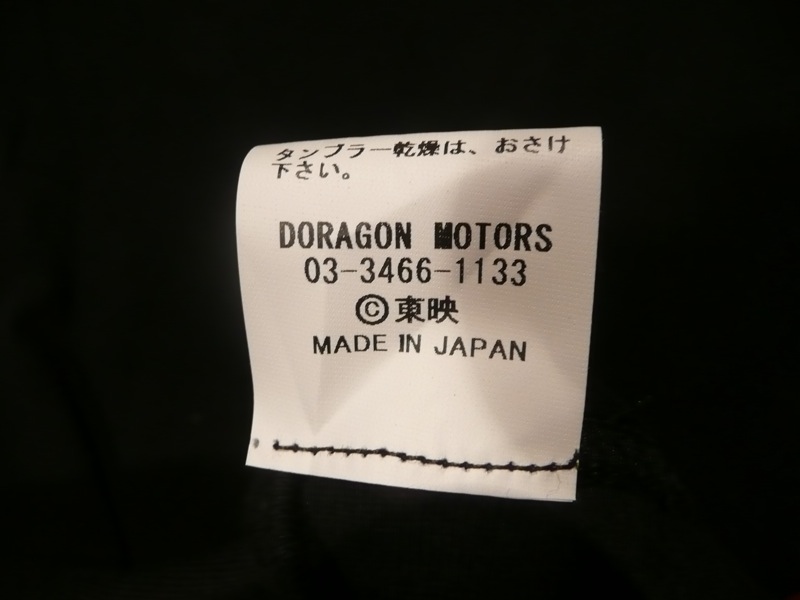 タンブラー乾燥は、おさけ
下さい。
DORAGON MOTORS
03-3466-1133
©東映
MADE IN JAPAN